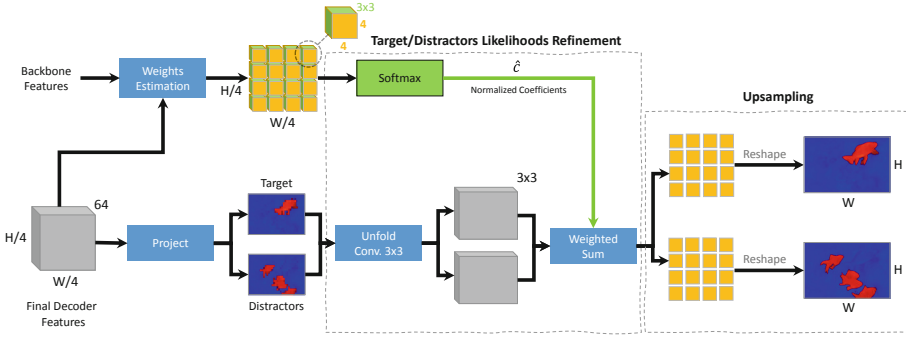 3x3
4
4
Target/Distractors Likelihoods Refinement
Backbone
Features
Weights
Estimation
H/4
W/4
Softmax
Ĉ
Normalized Coefficients
Upsampling
Reshape
H
W
64
H/4
W/4
Final Decoder
Features
Project
Target
Distractors
Unfold
Conv. 3x3
3x3
Weighted
Sum
Reshape
H
W